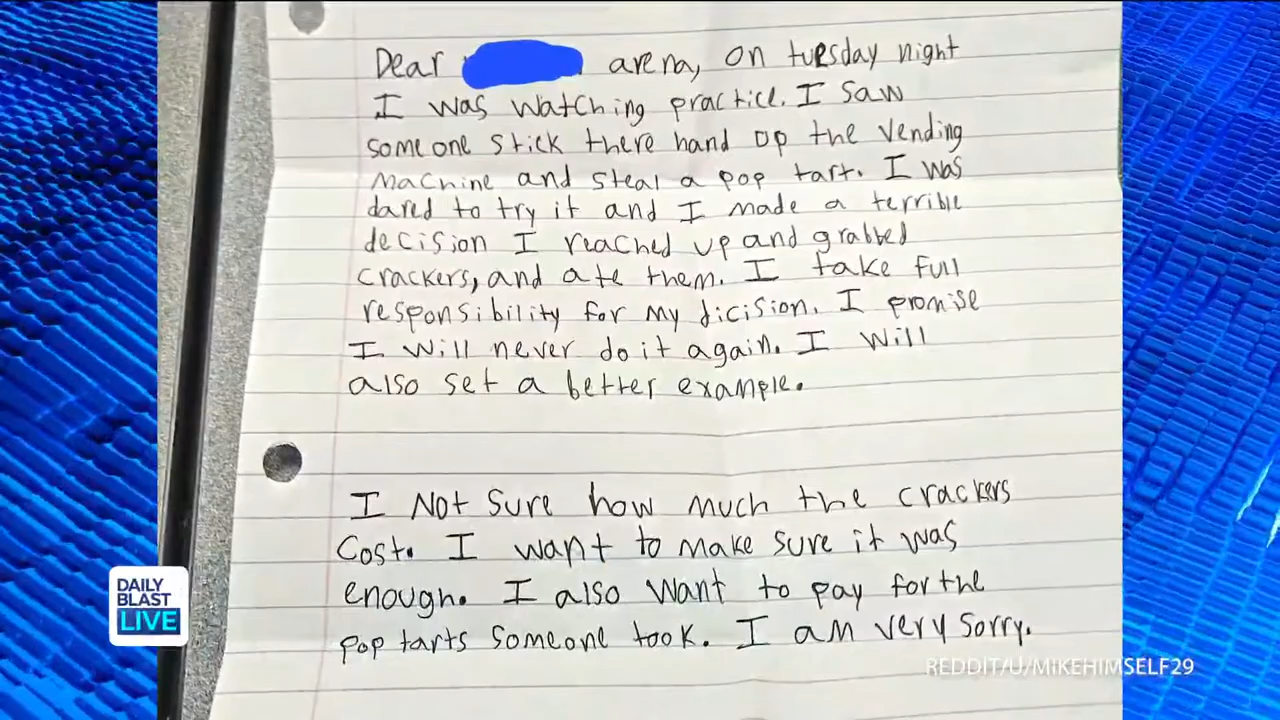 Dear arena, on tuesday night
I was watching practice. I saw
someone stick there hand up the vending
machine and steal a pop tart. I was
dared to try it and I made a terrible
decision I reached up and grabbed
crackers, and ate them. I take full
responsibility for my dicision. I promise
I will never do it again. I will
also set a better example.
I Not sure how much the crackers
cost. I want to make sure it was
enough. I also want to pay for the
pop tarts someone took. I am very sorry.
DAILY
BLAST
LIVE
REDDIT/U/MIKEHIMSELF29